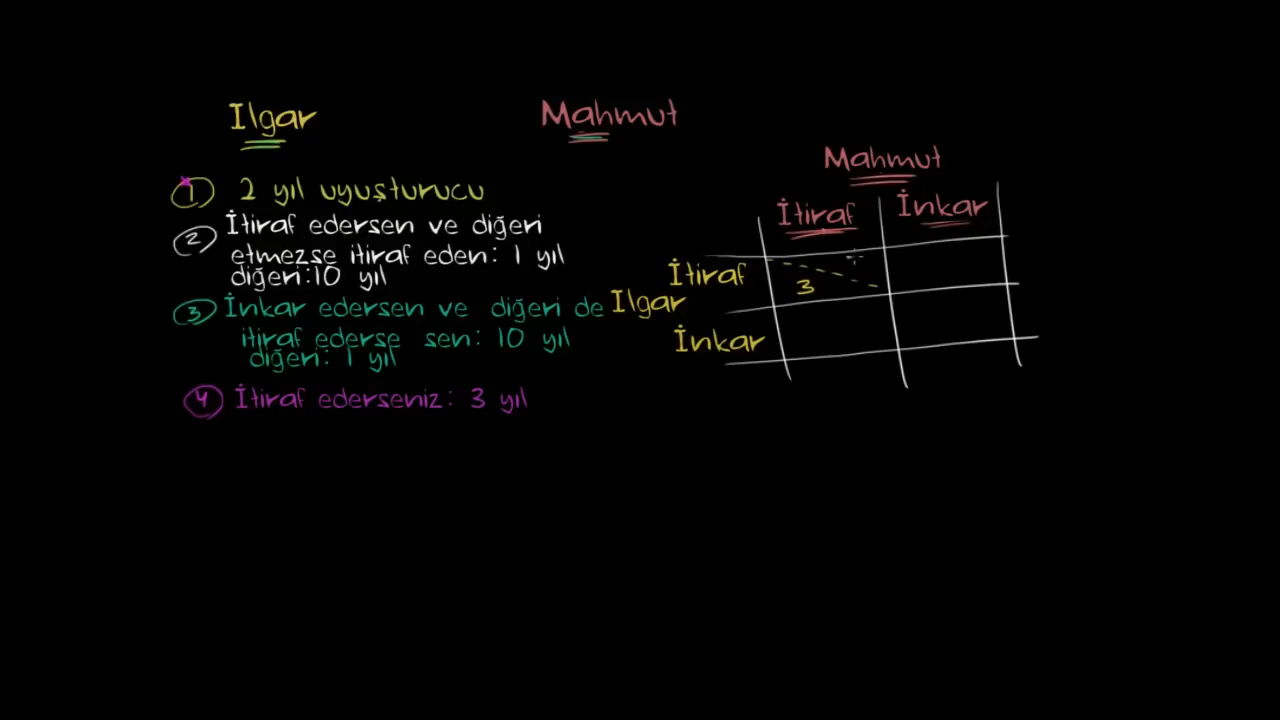 Ilgar
Mahmut
1 2 yıl uyuşturucu
2 İtiraf edersen ve diğeri
etmezse itiraf eden: 1 yıl
diğeri:10 yıl
3 İnkar edersen ve diğeri de
itiraf ederse sen: 10 yıl
diğeri: 1 yıl
4 İtiraf ederseniz: 3 yıl
Mahmut
İtiraf İnkar
İtiraf 3
Ilgar
İnkar